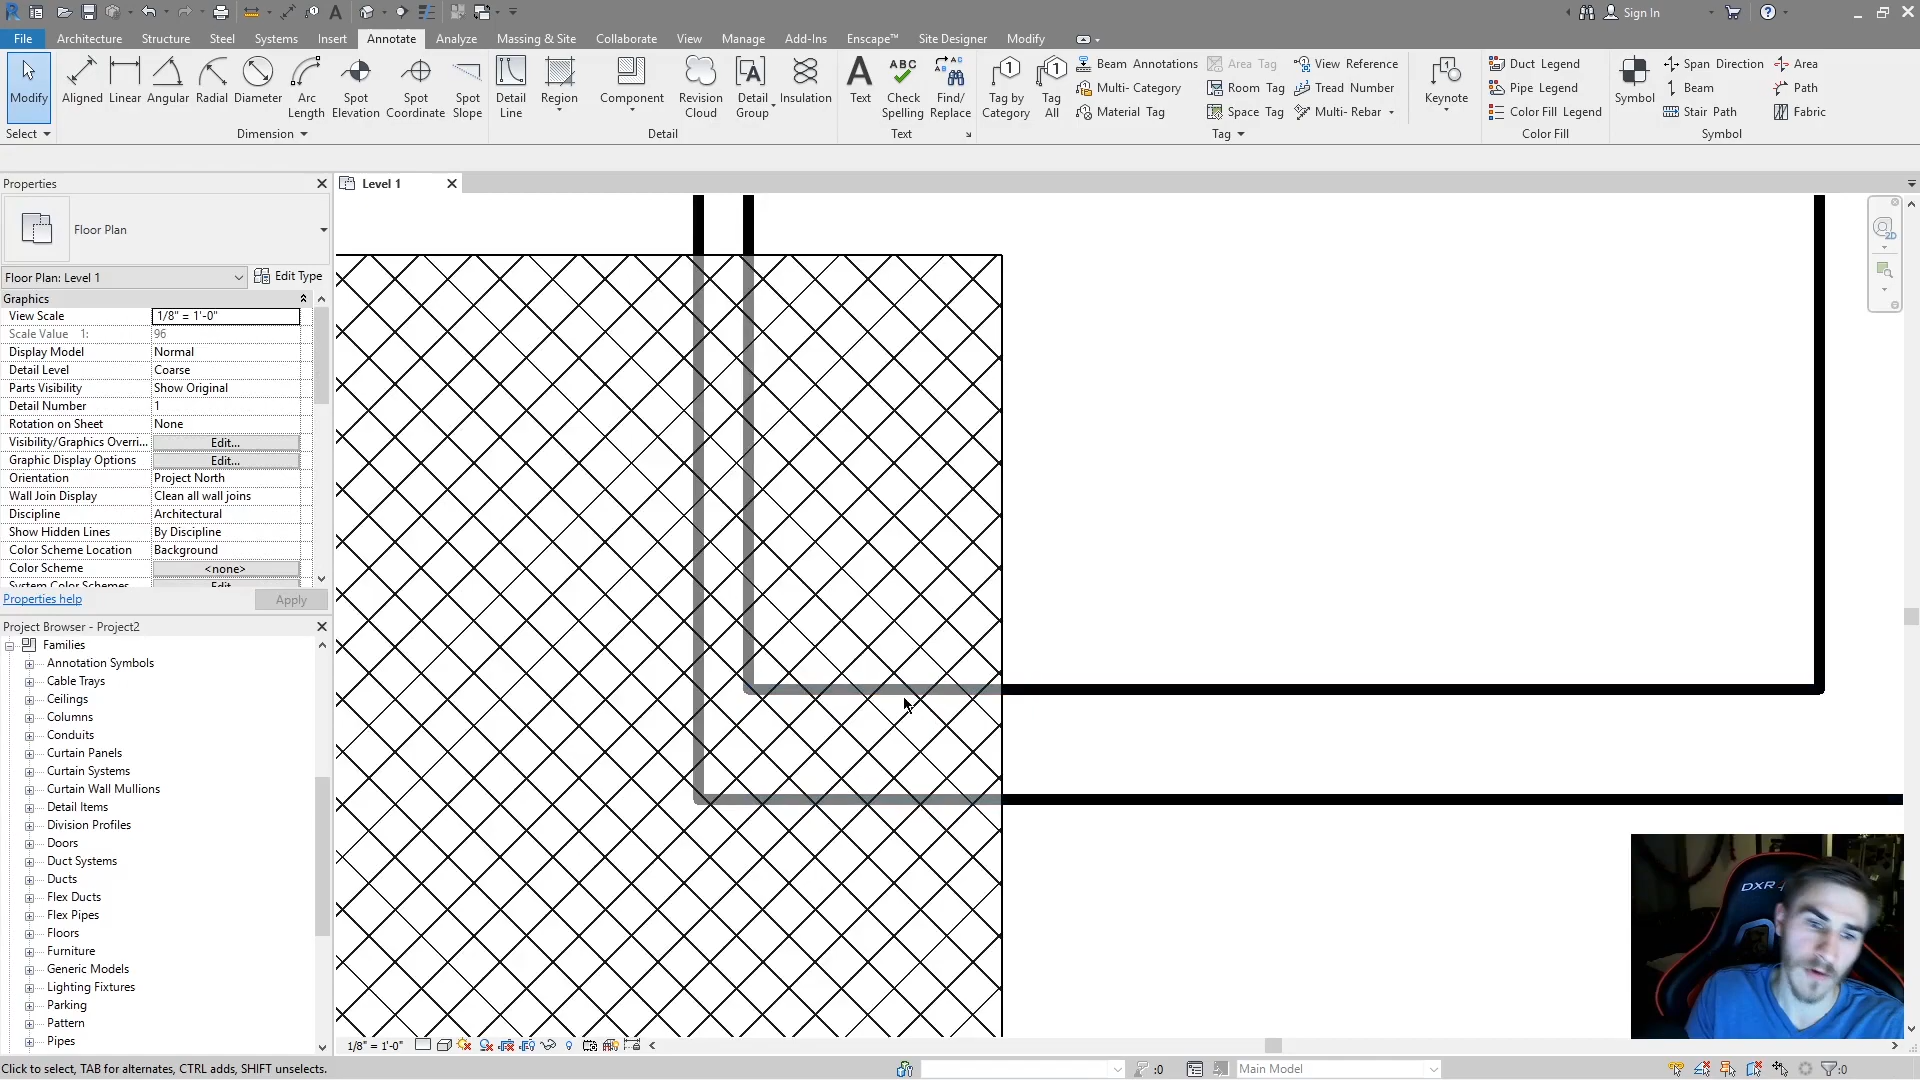 Sign In
File Architecture Structure Steel Systems Insert Annotate Analyze Massing & Site Collaborate View Manage Add-Ins Enscape™ Site Designer Modify
Modify
Aligned Linear Angular Radial Diameter Arc Length Spot Elevation Spot Coordinate Spot Slope
Detail Line Region Component Revision Cloud Detail Group Insulation
Text Check Spelling Find/ Replace
Tag by Category Tag All
Beam Annotations
Multi- Category
Material Tag
Area Tag
Room Tag
Space Tag
View Reference
Tread Number
Multi- Rebar
Keynote
Duct Legend
Pipe Legend
Color Fill Legend
Symbol
Span Direction
Beam
Stair Path
Area
Path
Fabric
Select Dimension Detail Text Tag Color Fill Symbol
Properties
Level 1
Floor Plan
Floor Plan: Level 1 Edit Type
Graphics
View Scale 1/8" = 1'-0"
Scale Value 1: 96
Display Model Normal
Detail Level Coarse
Parts Visibility Show Original
Detail Number 1
Rotation on Sheet None
Visibility/Graphics Overri... Edit...
Graphic Display Options Edit...
Orientation Project North
Wall Join Display Clean all wall joins
Discipline Architectural
Show Hidden Lines By Discipline
Color Scheme Location Background
Color Scheme <none>
System Color Schemes Edit
Properties help Apply
Project Browser - Project2
Families
Annotation Symbols
Cable Trays
Ceilings
Columns
Conduits
Curtain Panels
Curtain Systems
Curtain Wall Mullions
Detail Items
Division Profiles
Doors
Duct Systems
Ducts
Flex Ducts
Flex Pipes
Floors
Furniture
Generic Models
Lighting Fixtures
Parking
Pattern
Pipes
2D
DXR
1/8" = 1'-0"
Click to select, TAB for alternates, CTRL adds, SHIFT unselects.
:0
Main Model
:0